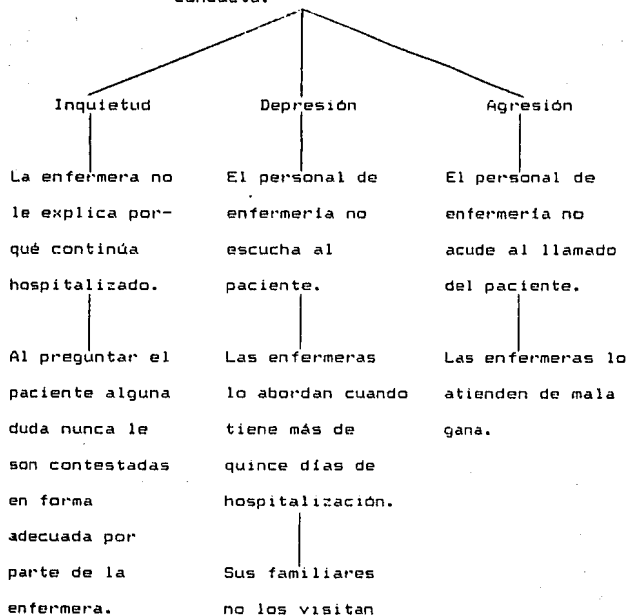 conducta.
Inquietud
La enfermera no
le explica por-
qué continúa
hospitalizado.
Al preguntar el
paciente alguna
duda nunca le
son contestadas
en forma
adecuada por
parte de la
enfermera.
Depresión
El personal de
enfermería no
escucha al
paciente.
Las enfermeras
lo abordan cuando
tiene más de
quince días de
hospitalización.
Sus familiares
no los visitan
Agresión
El personal de
enfermería no
acude al llamado
del paciente.
Las enfermeras lo
atienden de mala
gana.